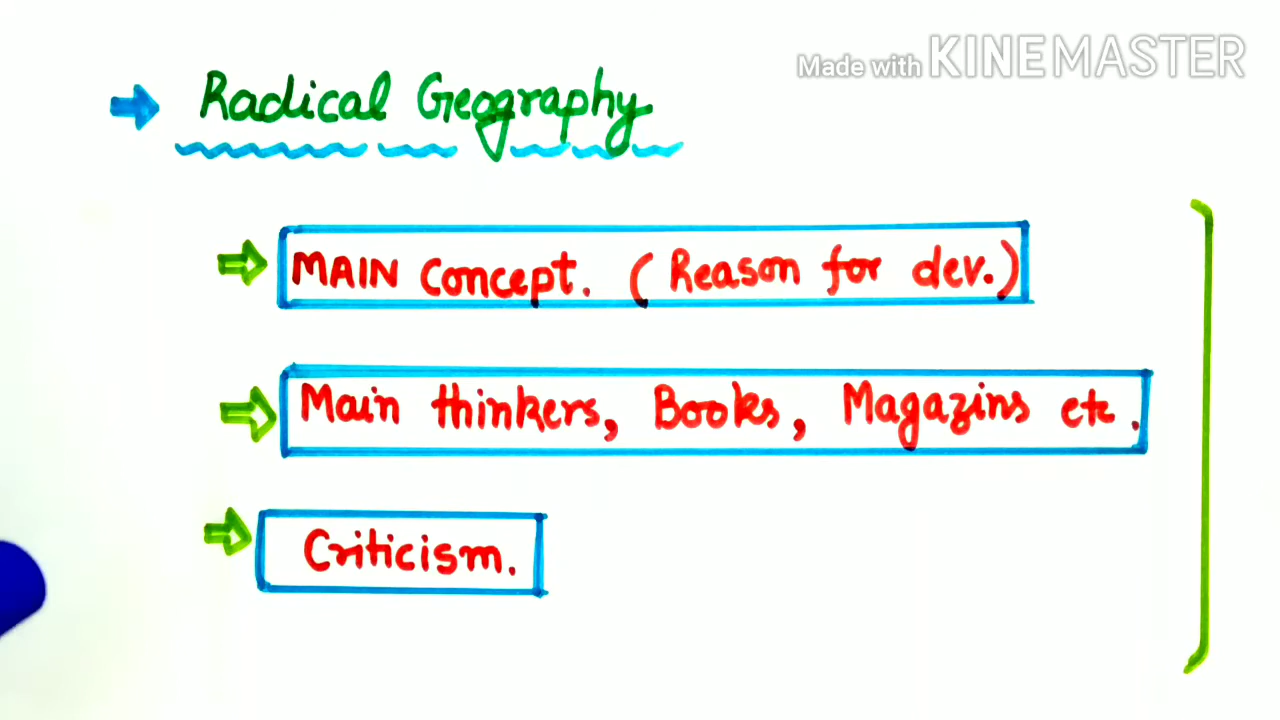 Made with KINEMASTER
Radical Geography
MAIN Concept. (Reason for dev.)
Main thinkers, Books, Magazins etc.
Criticism.